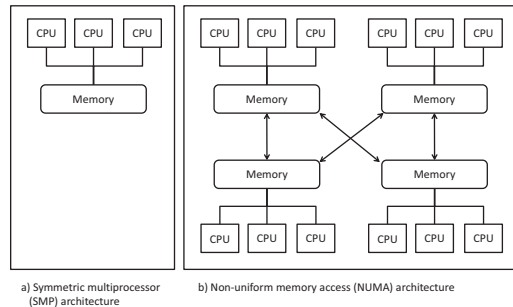 CPU CPU CPU
Memory
CPU CPU CPU CPU CPU CPU
Memory Memory
Memory Memory
CPU CPU CPU CPU CPU CPU
a) Symmetric multiprocessor
(SMP) architecture
b) Non-uniform memory access (NUMA) architecture